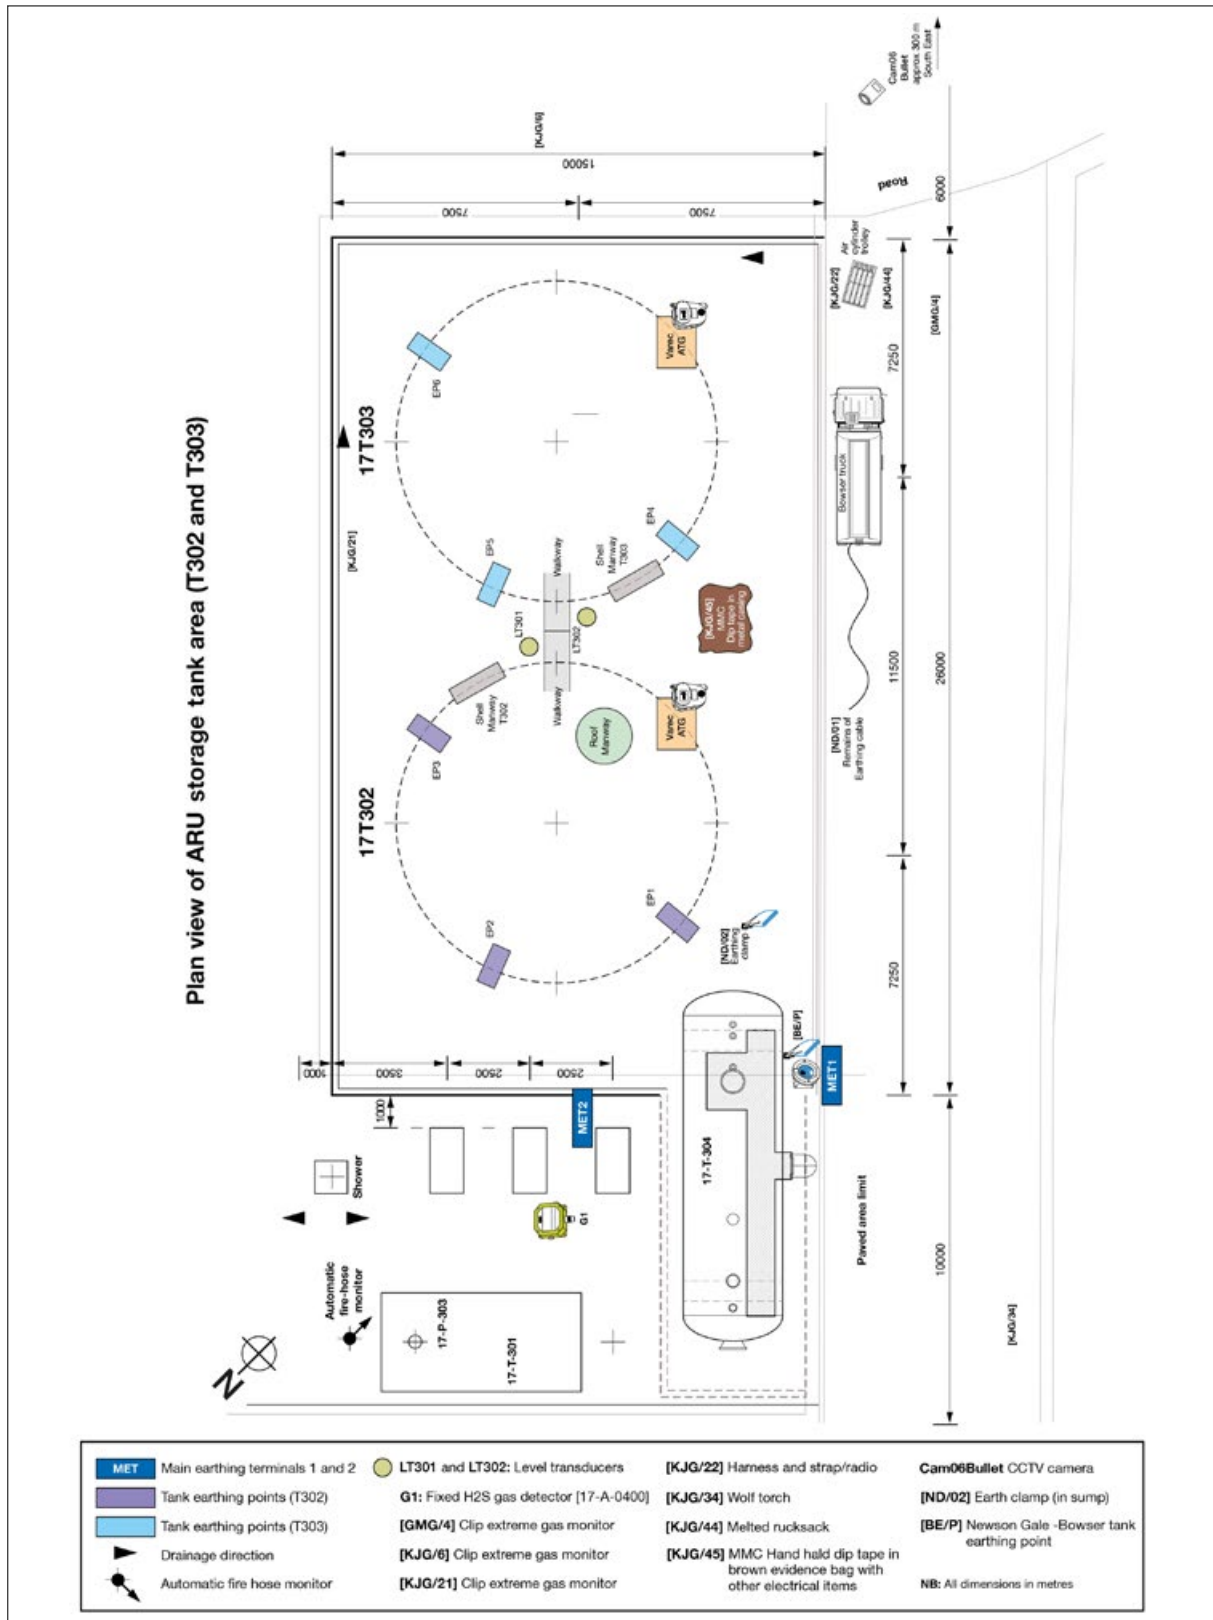 Cam06
Bullet
approx 300 m
South East
[KJG/6]
15000
7500
7500
Road
6000
Air
cylinder
trolley
[KJG/22]
[KJG/44]
[GMG/4]
7250
Plan view of ARU storage tank area (T302 and T303)
17T303
[KJG/21]
EP6
Varec
ATG
Bowser truck
EP4
EP5
Walkway
Shell
Manway
T303
LT301
LT302
[KJG/45]
MMC
Dip tape in
metal casing
11500
26000
Shell
Manway
T302
Walkway
Roof
Manway
Varec
ATG
[ND/01]
Remains of
Earthing cable
17T302
EP3
EP2
EP1
[ND/02]
Earthing
clamp
7250
[BE/P]
MET1
1000
3500
2500
2500
1000
MET2
17-T-304
Shower
G1
Paved area limit
10000
Automatic
fire-hose
monitor
17-P-303
17-T-301
[KJG/34]
N
MET Main earthing terminals 1 and 2
Tank earthing points (T302)
Tank earthing points (T303)
Drainage direction
Automatic fire hose monitor
LT301 and LT302: Level transducers
G1: Fixed H2S gas detector [17-A-0400]
[GMG/4] Clip extreme gas monitor
[KJG/6] Clip extreme gas monitor
[KJG/21] Clip extreme gas monitor
[KJG/22] Harness and strap/radio
[KJG/34] Wolf torch
[KJG/44] Melted rucksack
[KJG/45] MMC Hand hald dip tape in
brown evidence bag with
other electrical items
Cam06Bullet CCTV camera
[ND/02] Earth clamp (in sump)
[BE/P] Newson Gale -Bowser tank
earthing point
NB: All dimensions in metres